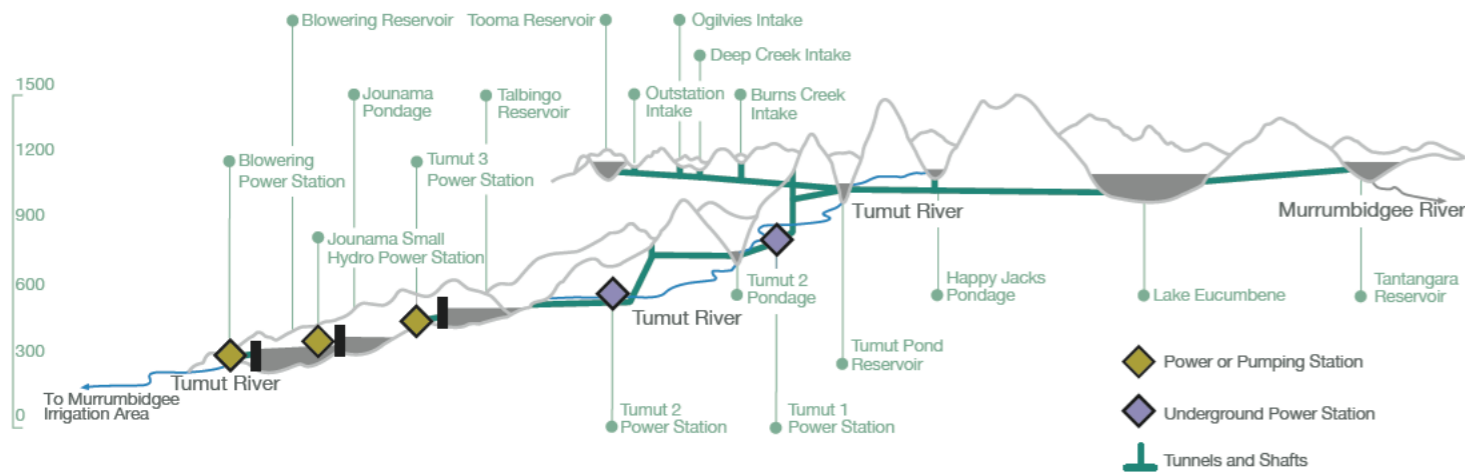 Blowering Reservoir
Tooma Reservoir
Ogilvies Intake
Deep Creek Intake
1500
Jounama
Pondage
Talbingo
Reservoir
Outstation
Intake
Burns Creek
Intake
1200
Blowering
Power Station
Tumut 3
Power Station
900
Tumut River
Murrumbidgee River
Jounama Small
Hydro Power Station
600
Tumut 2
Pondage
Happy Jacks
Pondage
Lake Eucumbene
Tantangara
Reservoir
Tumut River
300
Tumut Pond
Reservoir
Power or Pumping Station
Tumut River
To Murrumbidgee
Irrigation Area
0
Tumut 2
Power Station
Tumut 1
Power Station
Underground Power Station
Tunnels and Shafts